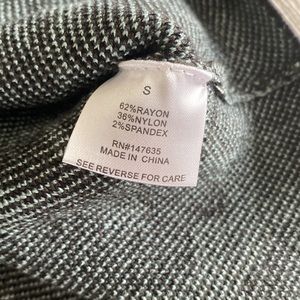 S
62%RAYON
36%NYLON
2%SPANDEX
RN#147635
MADE IN CHINA
SEE REVERSE FOR CARE